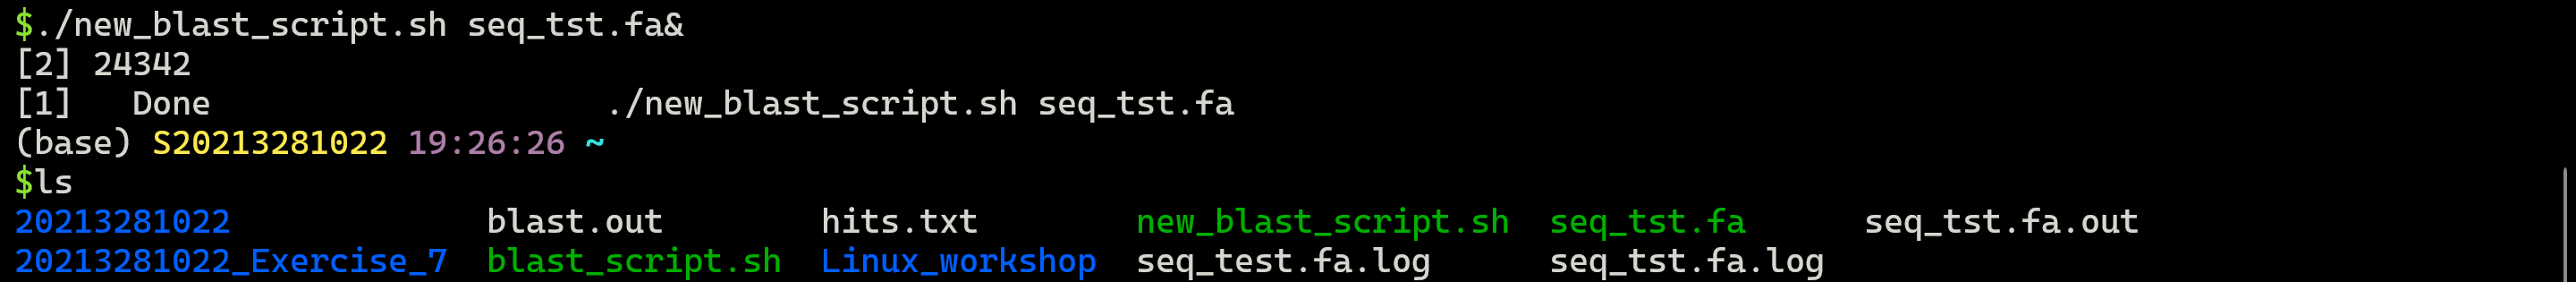 $./new_blast_script.sh seq_tst.fa&
[2] 24342
[1]   Done                    ./new_blast_script.sh seq_tst.fa
(base) S20213281022 19:26:26 ~
$ls
20213281022             blast.out        hits.txt        new_blast_script.sh  seq_tst.fa      seq_tst.fa.out
20213281022_Exercise_7  blast_script.sh  Linux_workshop  seq_test.fa.log      seq_tst.fa.log